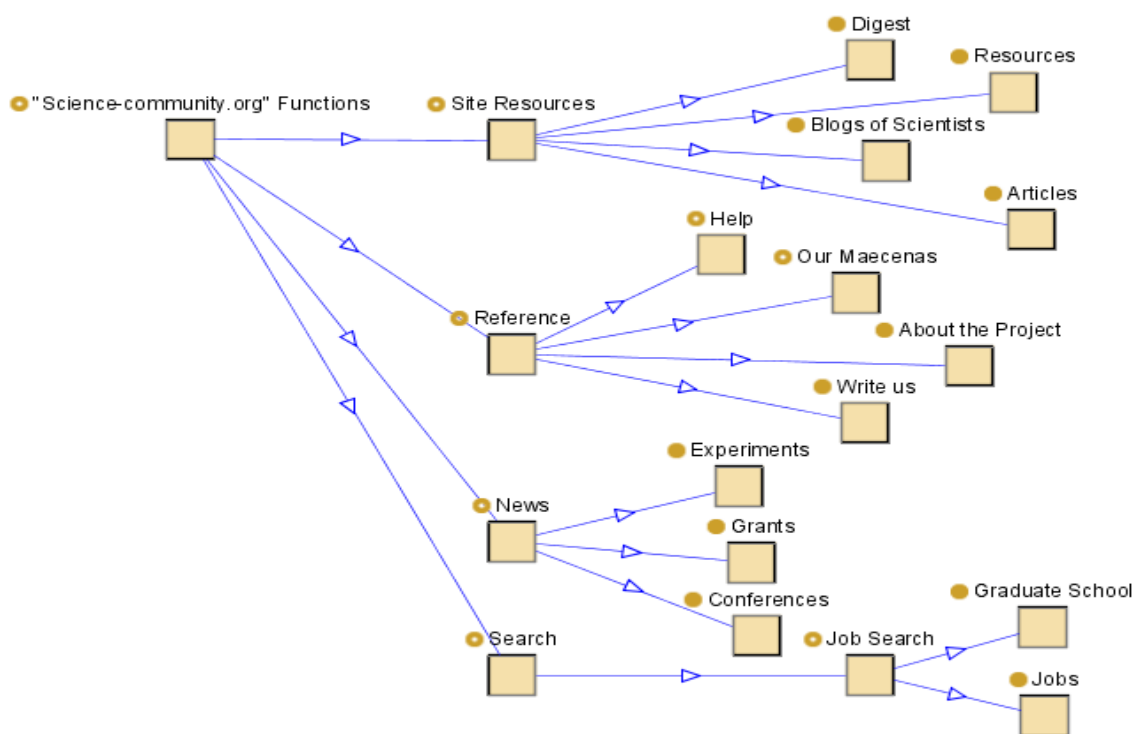 Digest
Resources
"Science-community.org" Functions
Site Resources
Blogs of Scientists
Articles
Help
Our Maecenas
Reference
About the Project
Write us
Experiments
News
Grants
Conferences
Graduate School
Search
Job Search
Jobs